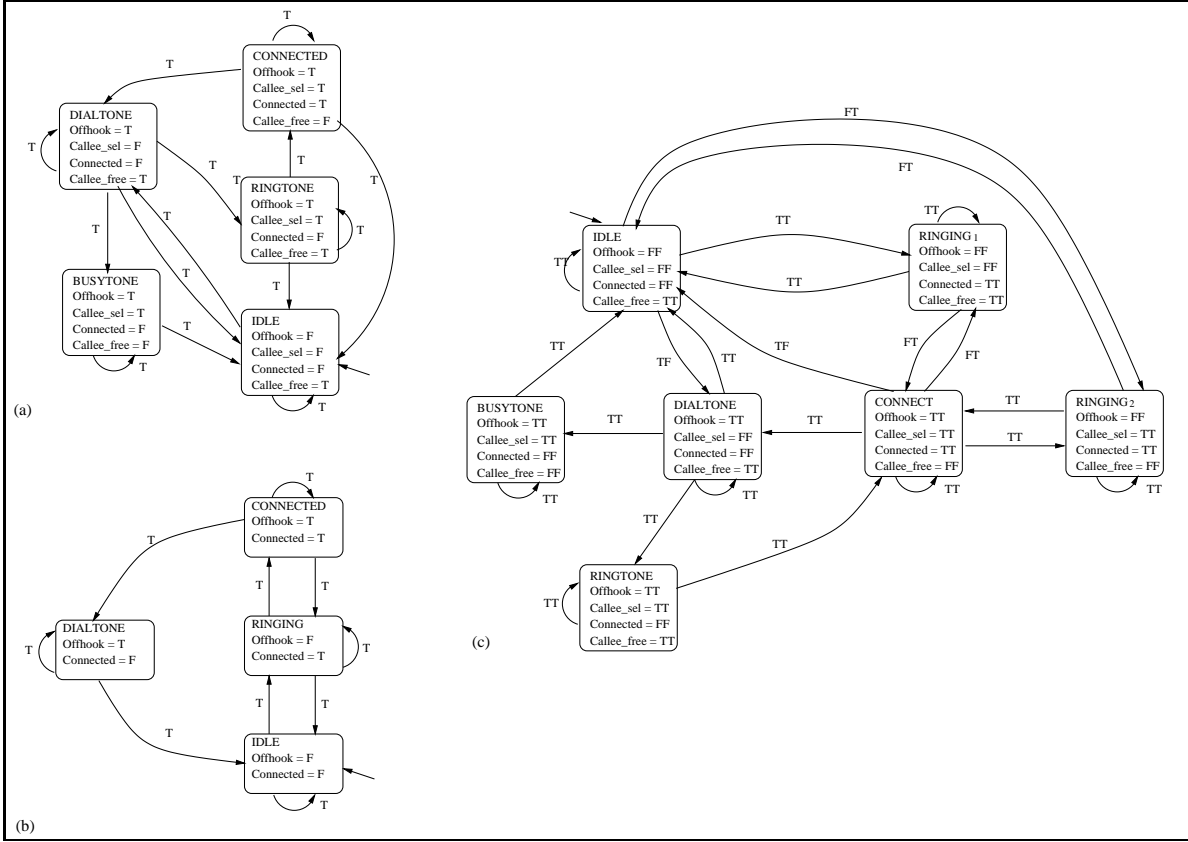 T
CONNECTED
Offhook = T
Callee_sel = T
Connected = T
Callee_free = F
T
DIALTONE
Offhook = T
Callee_sel = F
Connected = F
Callee_free = T
T
T
T
T
RINGTONE
Offhook = T
Callee_sel = T
Connected = F
Callee_free = T
T
T
T
T
T
BUSYTONE
Offhook = T
Callee_sel = T
Connected = F
Callee_free = F
T
T
T
IDLE
Offhook = F
Callee_sel = F
Connected = F
Callee_free = T
T
(a)
T
CONNECTED
Offhook = T
Connected = T
T
T
T
DIALTONE
Offhook = T
Connected = F
T
RINGING
Offhook = F
Connected = T
T
T
T
T
IDLE
Offhook = F
Connected = F
T
(b)
FT
FT
IDLE
Offhook = FF
Callee_sel = FF
Connected = FF
Callee_free = TT
TT
TT
TT
TT
RINGING 1
Offhook = FF
Callee_sel = FF
Connected = TT
Callee_free = TT
TT
TF
TT
TF
FT
FT
BUSYTONE
Offhook = TT
Callee_sel = TT
Connected = FF
Callee_free = FF
TT
TT
DIALTONE
Offhook = TT
Callee_sel = FF
Connected = FF
Callee_free = TT
TT
TT
CONNECT
Offhook = TT
Callee_sel = TT
Connected = TT
Callee_free = FF
TT
TT
TT
RINGING 2
Offhook = FF
Callee_sel = TT
Connected = TT
Callee_free = FF
TT
TT
TT
RINGTONE
Offhook = TT
Callee_sel = TT
Connected = FF
Callee_free = TT
TT
(c)